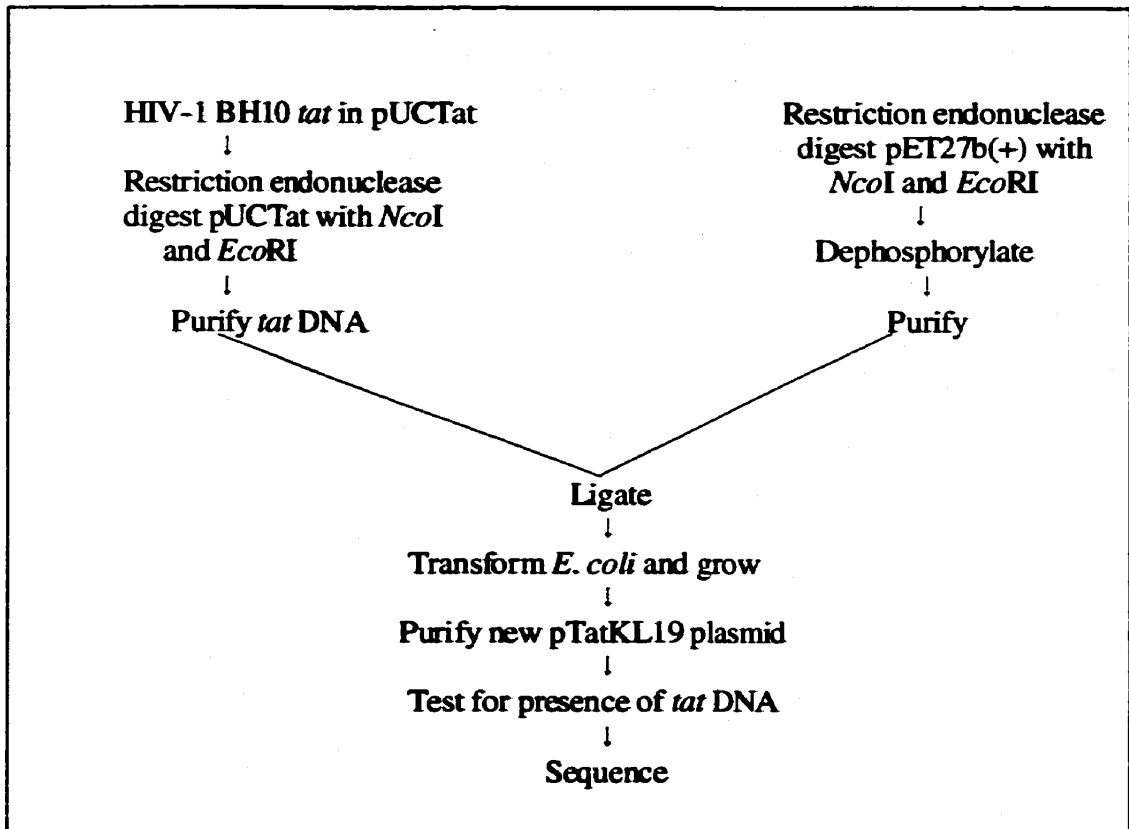 HIV-1 BH10 tat in pUCTat
↓
Restriction endonuclease
digest pUCTat with NcoI
and EcoRI
↓
Purify tat DNA
Restriction endonuclease
digest pET27b(+) with
NcoI and EcoRI
↓
Dephosphorylate
↓
Purify
Ligate
↓
Transform E. coli and grow
↓
Purify new pTatKL19 plasmid
↓
Test for presence of tat DNA
↓
Sequence